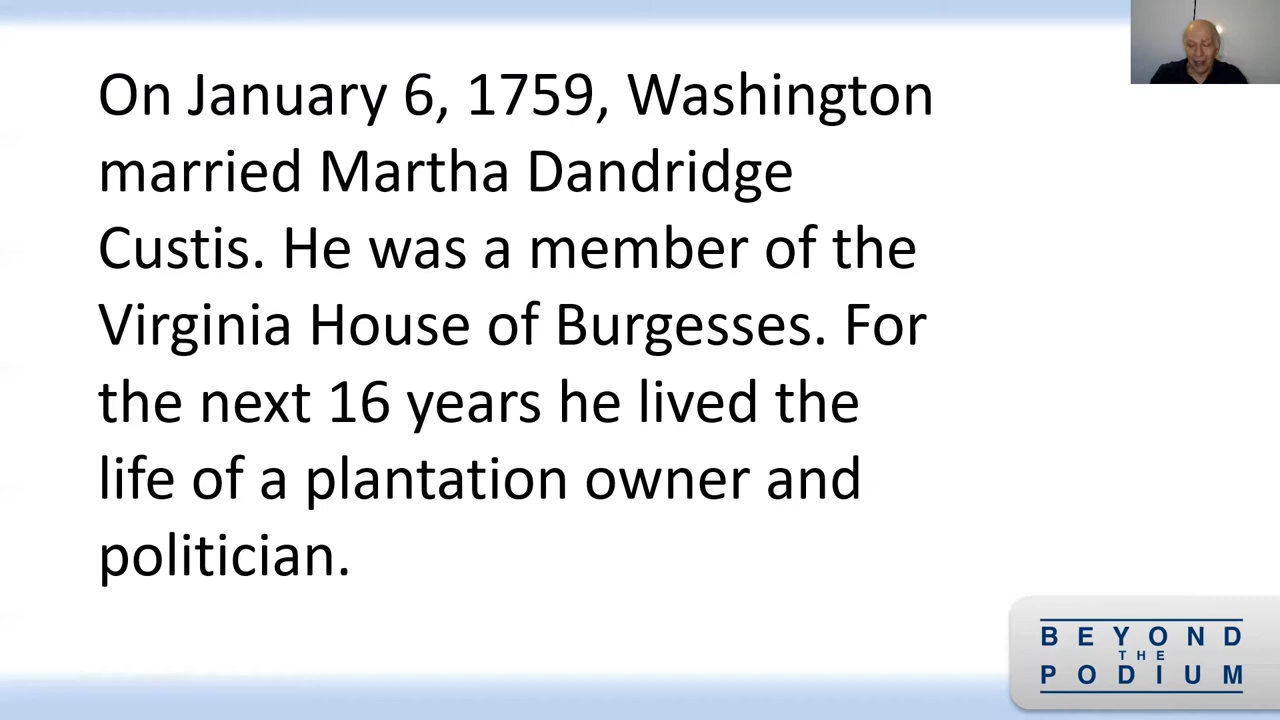 On January 6, 1759, Washington
married Martha Dandridge
Custis. He was a member of the
Virginia House of Burgesses. For
the next 16 years he lived the
life of a plantation owner and
politician.
BEYOND
THE
PODIUM